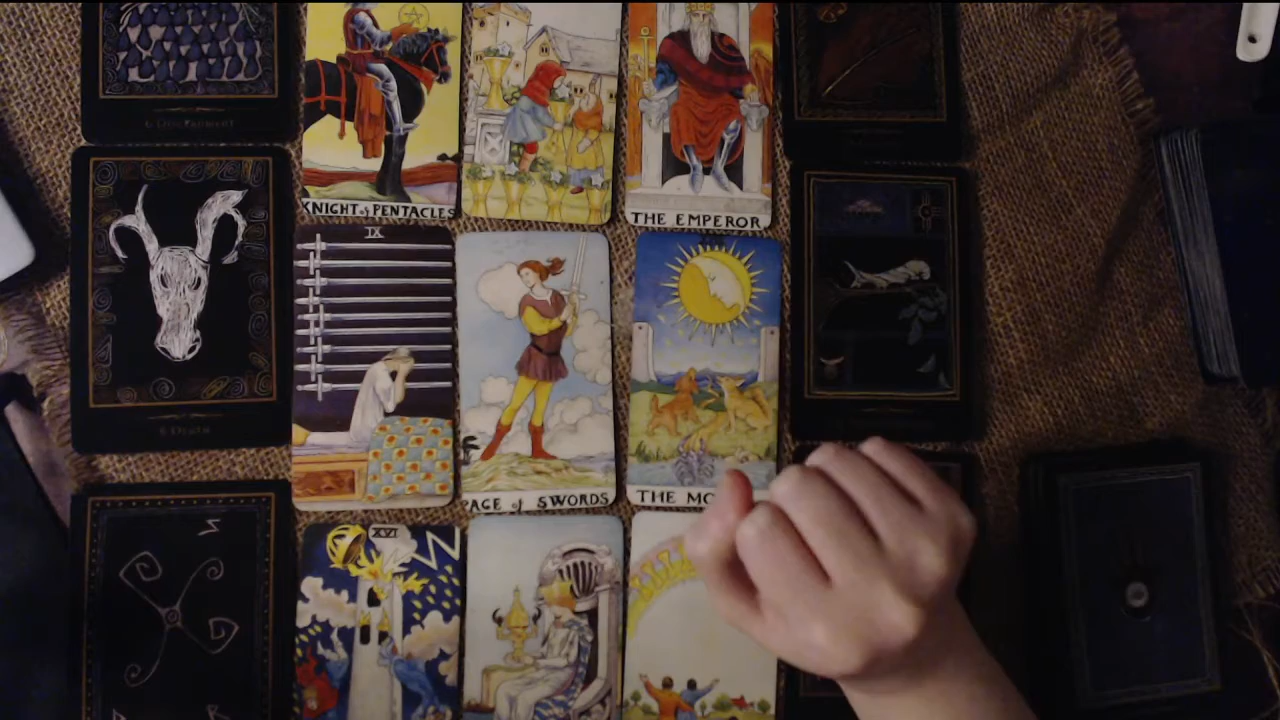 KNIGHT of PENTACLES
THE EMPEROR
IX
PAGE of SWORDS
THE MO
XVI